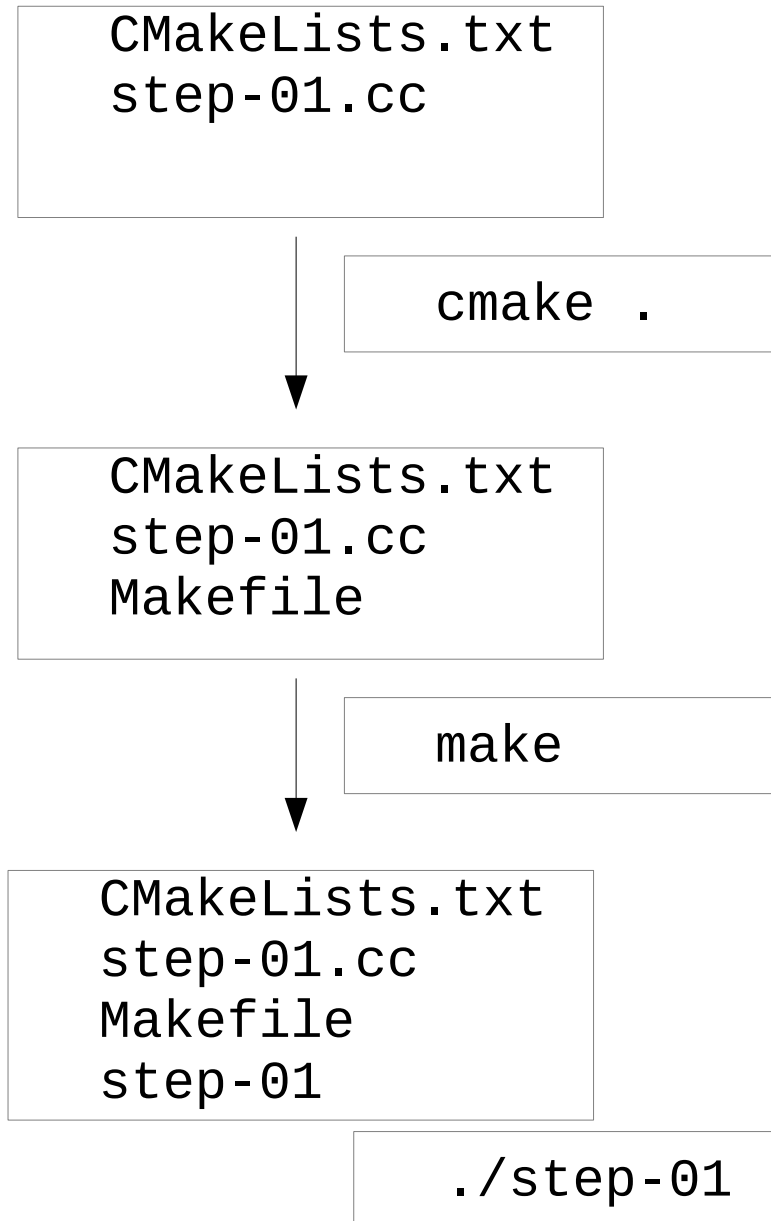 CMakeLists.txt
step-01.cc
cmake .
CMakeLists.txt
step-01.cc
Makefile
make
CMakeLists.txt
step-01.cc
Makefile
step-01
./step-01